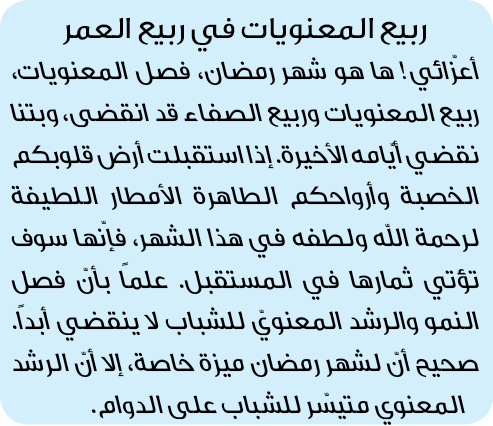 ربيع المعنويات في ربيع العمر
أعزّائي! ها هو شهر رمضان، فصل المعنويات،
ربيع المعنويات وربيع الصفاء قد انقضى، وبتنا
نقضي أيّامه الأخيرة. إذا استقبلت أرض قلوبكم
الخصبة وأرواحكم الطاهرة الأمطار اللطيفة
لرحمة الله ولطفه في هذا الشهر، فإنّها سوف
تؤتي ثمارها في المستقبل. علماً بأنّ فصل
النمو والرشد المعنويّ للشباب لا ينقضي أبداً.
صحيح أنّ لشهر رمضان ميزة خاصة، إلا أنّ الرشد
المعنوي متيسّر للشباب على الدوام.